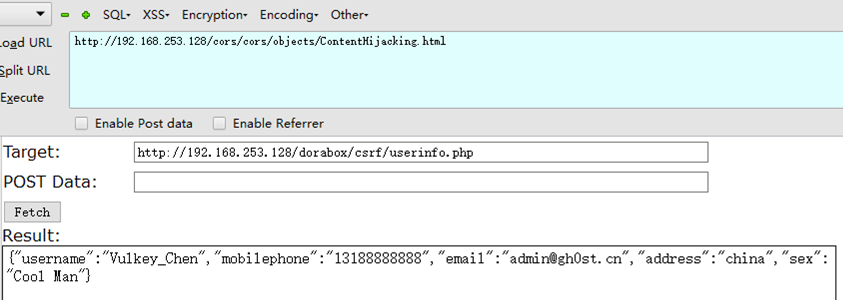 SQL- XSS- Encryption- Encoding- Other-
Load URL
http://192.168.253.128/cors/cors/objects/ContentHijacking.html
Split URL
Execute
Enable Post data Enable Referrer
Target: http://192.168.253.128/dorabox/csrf/userinfo.php
POST Data:
Fetch
Result:
{"username":"Vulkey_Chen","mobilephone":"13188888888","email":"admin@gh0st.cn","address":"china","sex":
"Cool Man"}